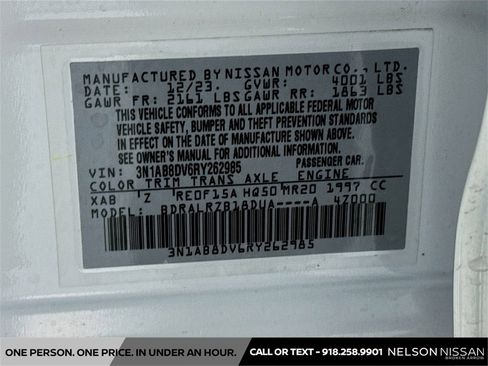 MANUFACTURED BY NISSAN MOTOR CO., LTD.
DATE: 12/23. GVWR: 4001 LBS
GAWR FR: 2161 LBS GAWR RR: 1863 LBS
THIS VEHICLE CONFORMS TO ALL APPLICABLE FEDERAL MOTOR
VEHICLE SAFETY, BUMPER AND THEFT PREVENTION STANDARDS
IN EFFECT ON THE DATE OF MANUFACTURE SHOWN ABOVE.
SEE OWNER'S MANUAL FOR ADDITIONAL INFORMATION.
VIN: 3N1AB8DV6RY262985 PASSENGER CAR.
COLOR TRIM TRANS AXLE ENGINE
XAB Z RE0F15A HQ50 MR20 1997 CC
BDRALRZB18DUA----A 4Z000
3N1AB8DV6RY262985
ONE PERSON. ONE PRICE. IN UNDER AN HOUR. CALL OR TEXT - 918.258.9901 NELSON NISSAN
BROKEN ARROW